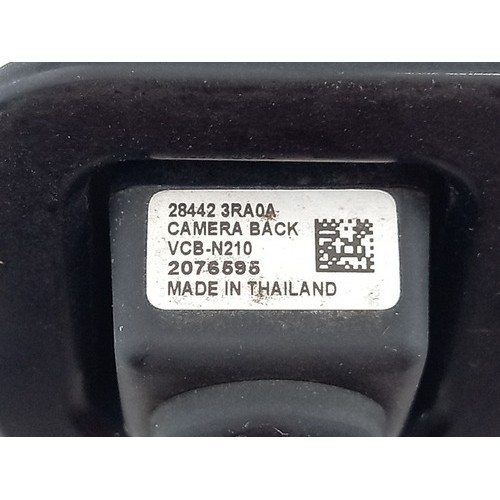 28442 3RA0A
CAMERA BACK
VCB-N210
2076595
MADE IN THAILAND